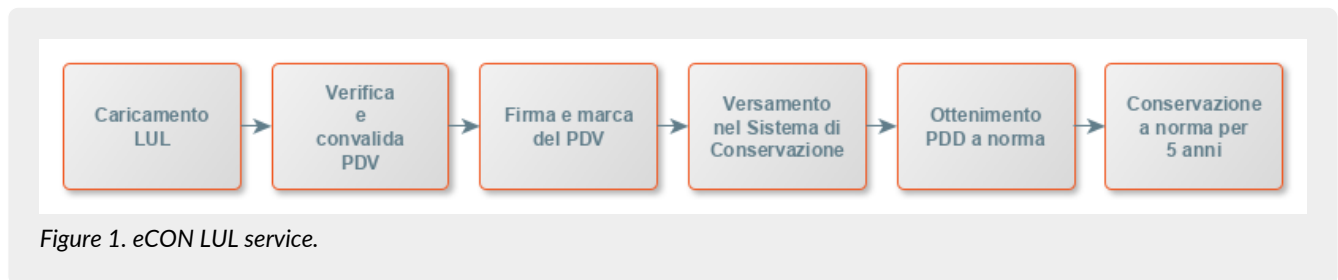 Caricamento
LUL
Verifica
e
convalida
PDV
Firma e marca
del PDV
Versamento
nel Sistema di
Conservazione
Ottenimento
PDD a norma
Conservazione
a norma per
5 anni
Figure 1. eCON LUL service.